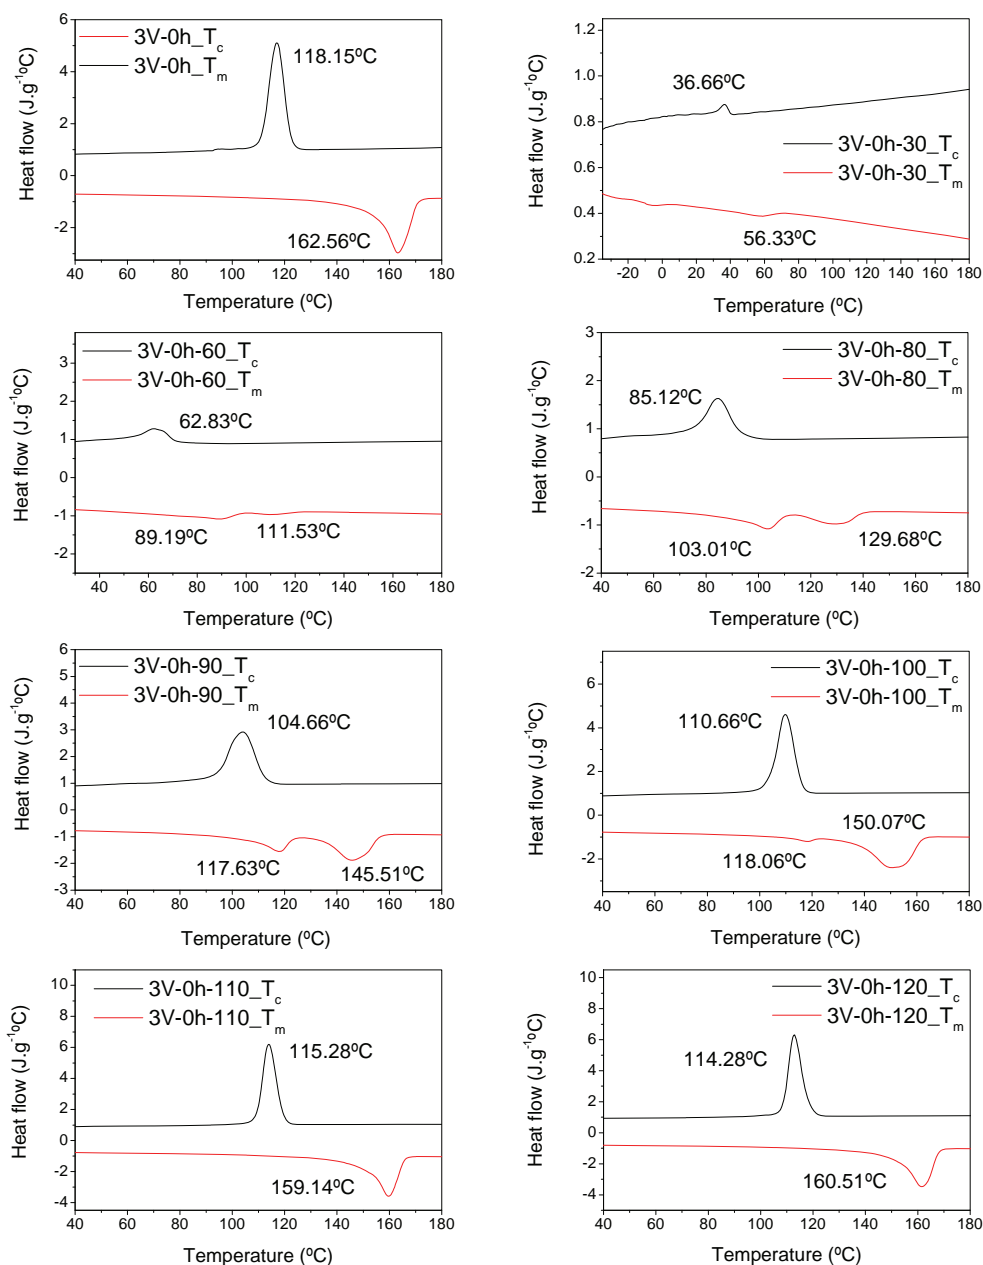 3V-0h_Tc
3V-0h_Tm
118.15ºC
162.56ºC
Heat flow (J.g-1ºC)
6
4
2
0
-2
40 60 80 100 120 140 160 180
Temperature (ºC)
36.66ºC
3V-0h-30_Tc
3V-0h-30_Tm
56.33ºC
Heat flow (J.g-1ºC)
1.0
0.8
0.6
0.4
0.2
-20 0 20 40 60 80 100 120 140 160 180
Temperature (ºC)
3V-0h-60_Tc
3V-0h-60_Tm
62.83ºC
89.19ºC
111.53ºC
Heat flow (J.g-1ºC)
3
2
1
0
-1
-2
40 60 80 100 120 140 160 180
Temperature (ºC)
3V-0h-80_Tc
3V-0h-80_Tm
85.12ºC
103.01ºC
129.68ºC
Heat flow (J.g-1ºC)
3
2
1
0
-1
-2
40 60 80 100 120 140 160 180
Temperature (ºC)
3V-0h-90_Tc
3V-0h-90_Tm
104.66ºC
117.63ºC
145.51ºC
Heat flow (J.g-1ºC)
6
5
4
3
2
1
0
-1
-2
-3
40 60 80 100 120 140 160 180
Temperature (ºC)
3V-0h-100_Tc
3V-0h-100_Tm
110.66ºC
150.07ºC
118.06ºC
Heat flow (J.g-1ºC)
6
4
2
0
-2
40 60 80 100 120 140 160 180
Temperature (ºC)
3V-0h-110_Tc
3V-0h-110_Tm
115.28ºC
159.14ºC
Heat flow (J.g-1ºC)
10
8
6
4
2
0
-2
-4
40 60 80 100 120 140 160 180
Temperature (ºC)
3V-0h-120_Tc
3V-0h-120_Tm
114.28ºC
160.51ºC
Heat flow (J.g-1ºC)
10
8
6
4
2
0
-2
-4
40 60 80 100 120 140 160 180
Temperature (ºC)